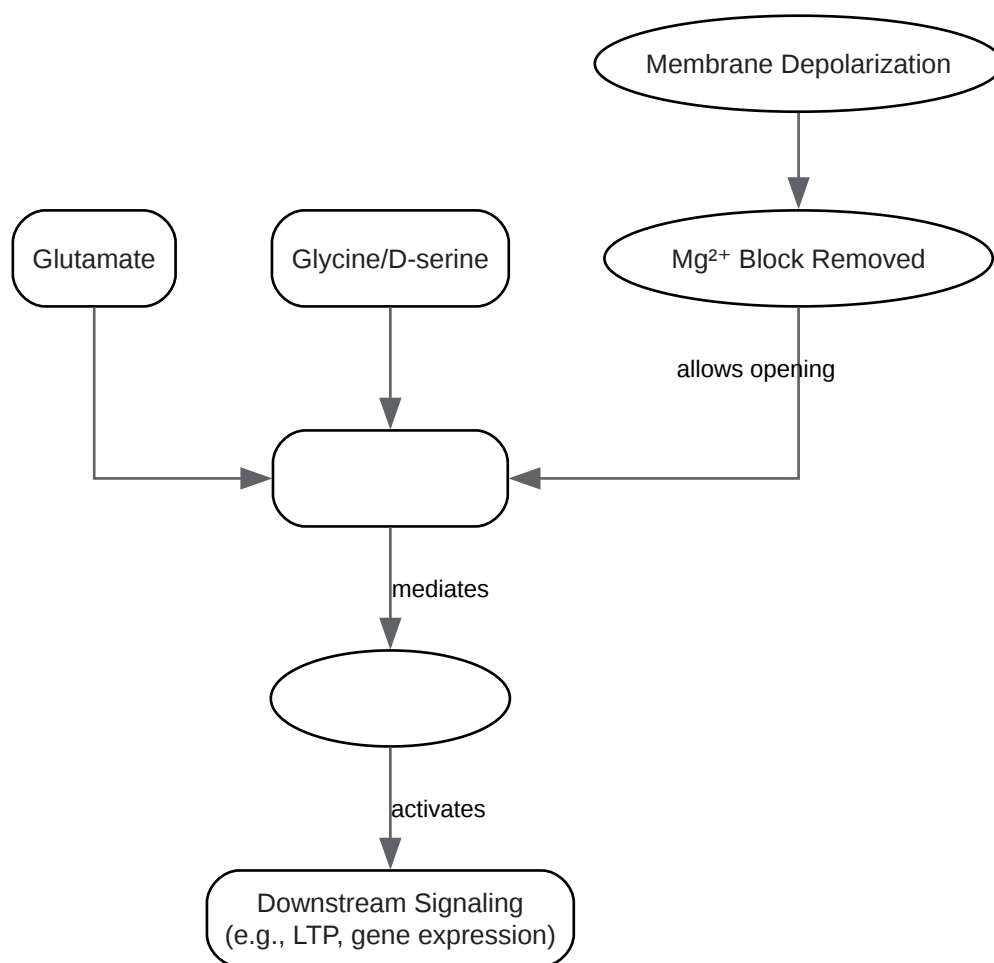 Membrane Depolarization
Glutamate
Glycine/D-serine
Mg²⁺ Block Removed
allows opening
mediates
activates
Downstream Signaling
(e.g., LTP, gene expression)